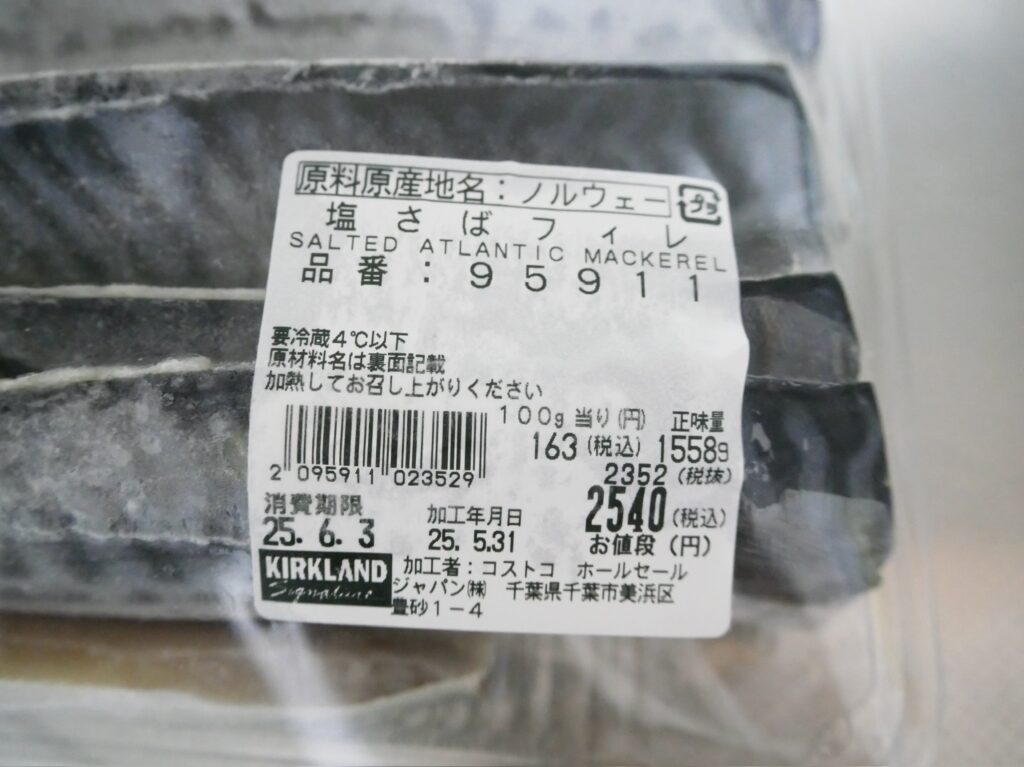 原料原産地名：ノルウェー
プラ
塩さばフィレ
SALTED ATLANTIC MACKEREL
品番：95911
要冷蔵4℃以下
原材料名は裏面記載
加熱してお召し上がりください
100g当り(円) 正味量
163(税込) 1558g
2352(税抜)
2 095911 023529
2540(税込)
消費期限 加工年月日
25.6.3 25.5.31 お値段(円)
KIRKLAND 加工者：コストコ ホールセール
Signature ジャパン㈱ 千葉県千葉市美浜区
豊砂1-4